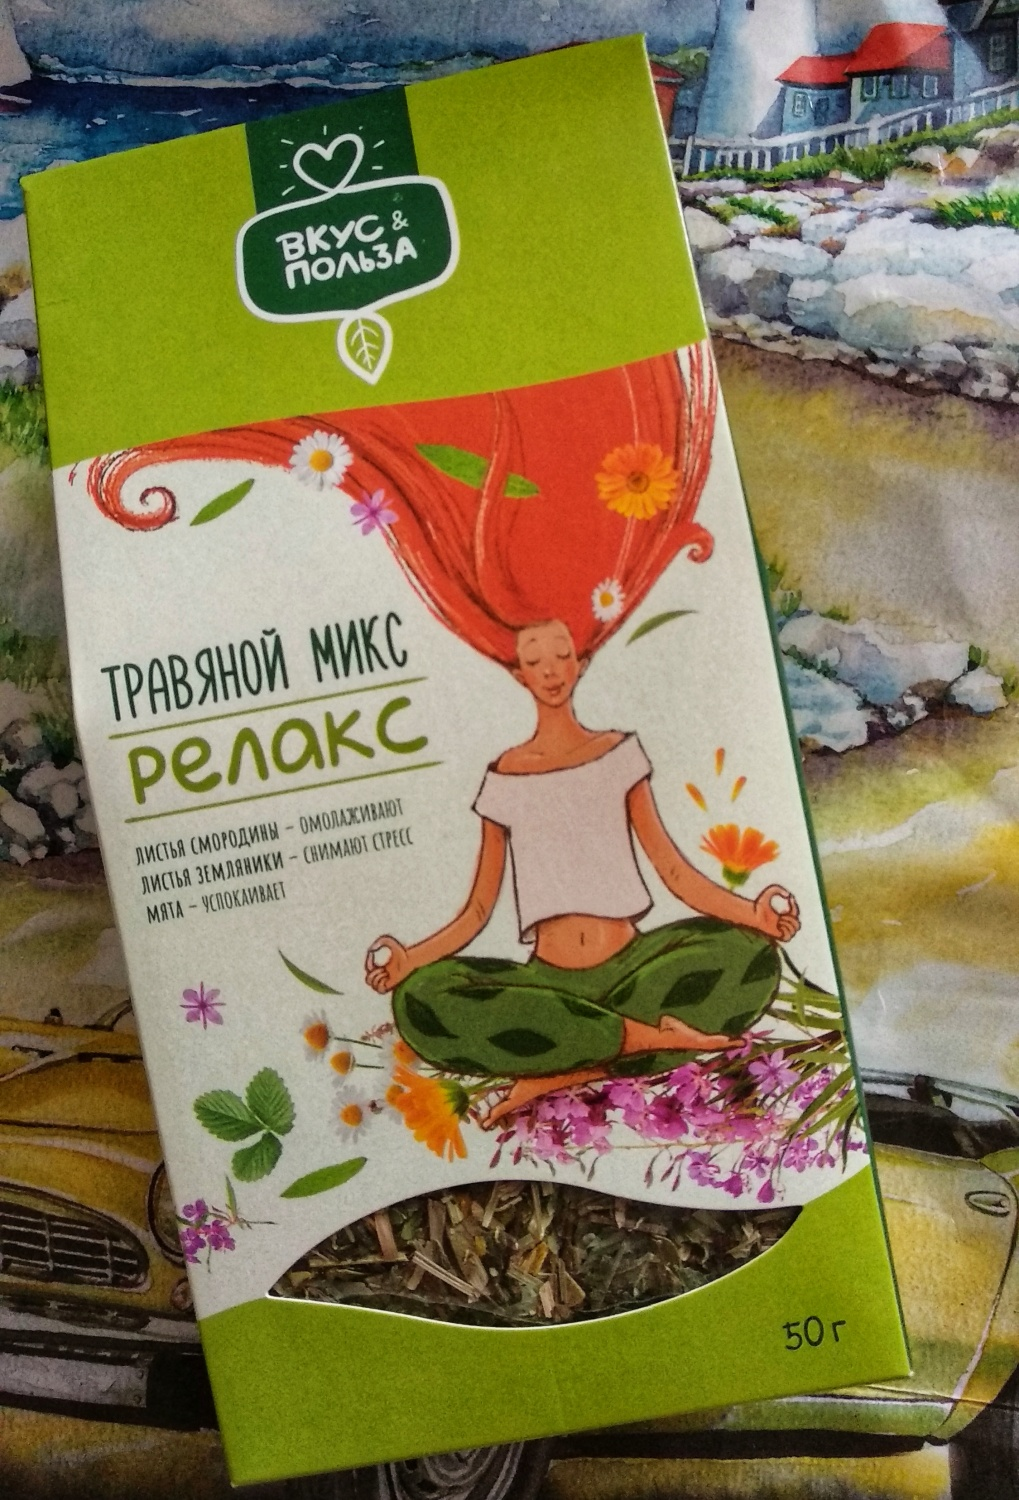 ВКУС &
ПОЛЬЗА
ТРАВЯНОЙ МИКС
РЕЛАКС
ЛИСТЬЯ СМОРОДИНЫ – ОМОЛАЖИВАЮТ
ЛИСТЬЯ ЗЕМЛЯНИКИ – СНИМАЮТ СТРЕСС
МЯТА – УСПОКАИВАЕТ
50 г